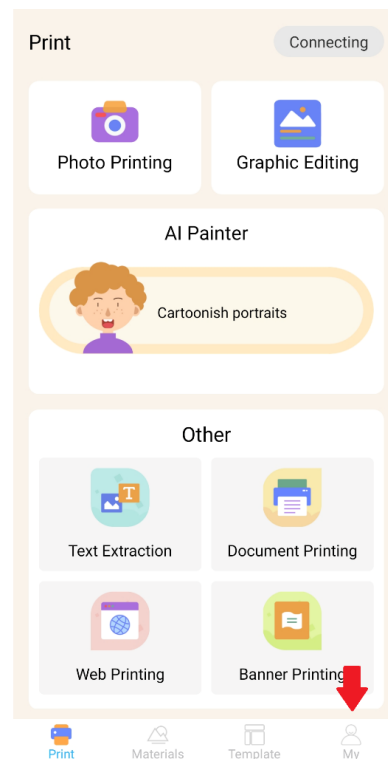 Print
Connecting
Photo Printing
Graphic Editing
AI Painter
Cartoonish portraits
Other
T
Text Extraction
Document Printing
Web Printing
Banner Printing
Print
Materials
Template
My